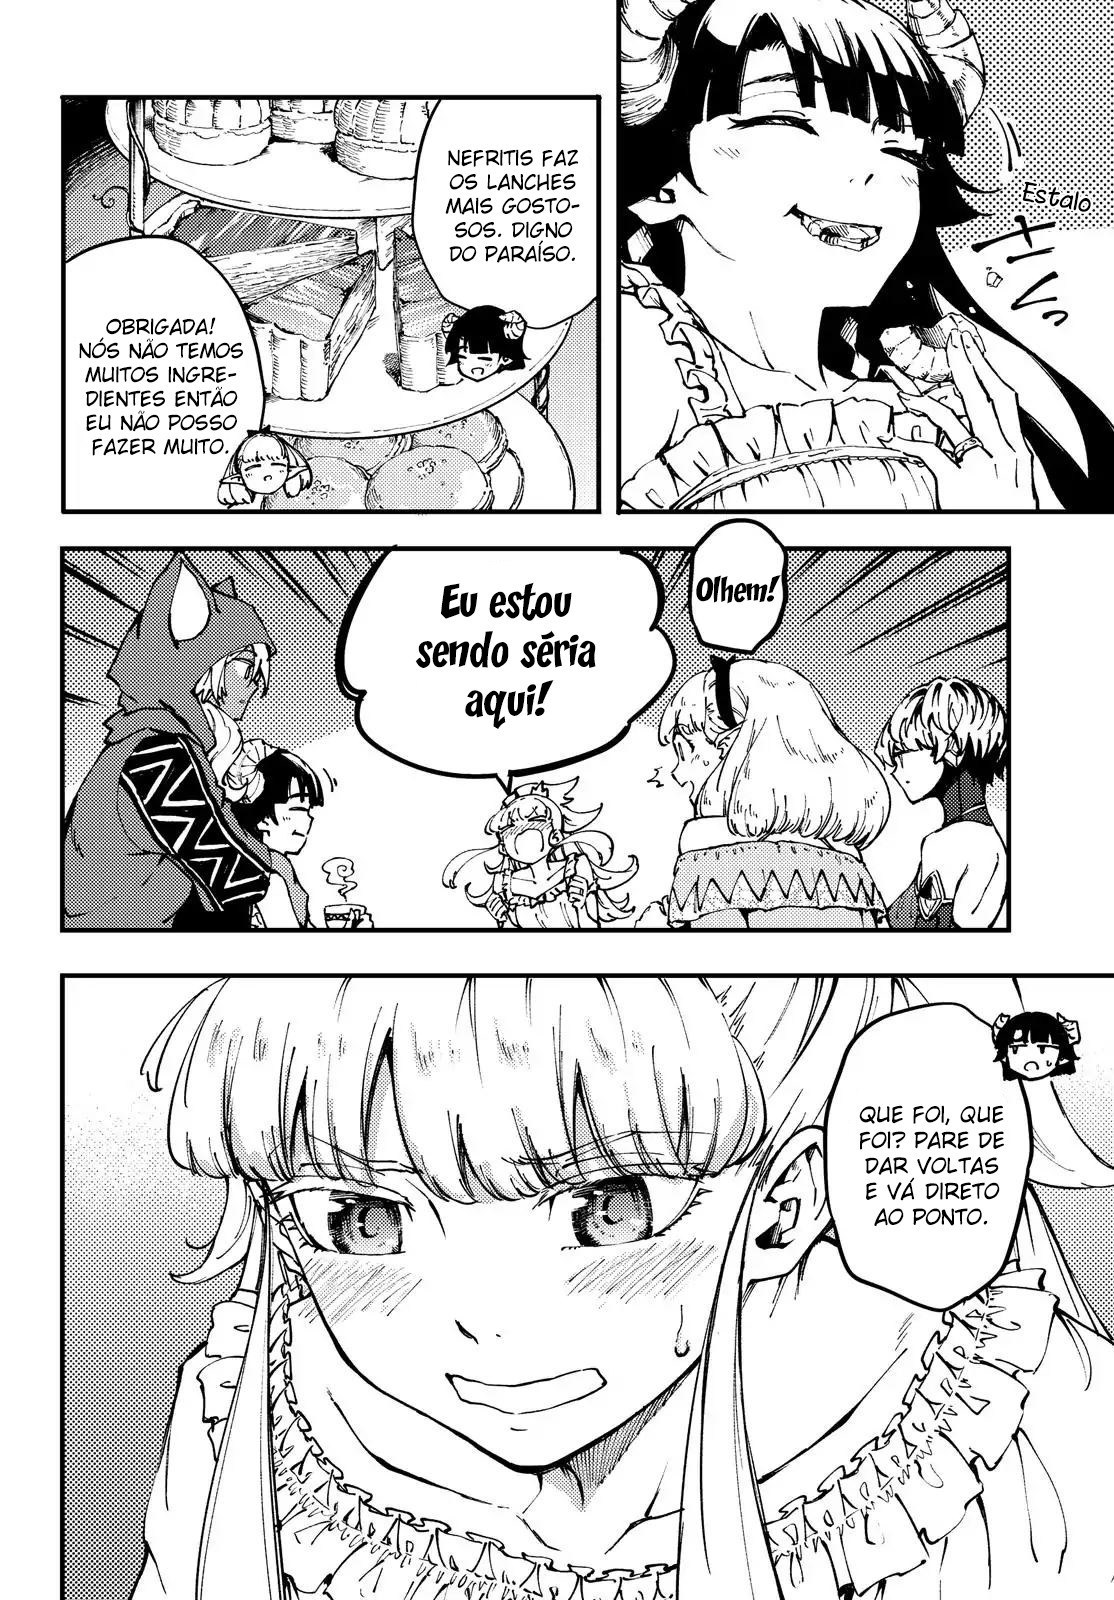 Estalo
サク
NEFRITIS FAZ
OS LANCHES
MAIS GOSTO-
SOS. DIGNO
DO PARAÍSO.
OBRIGADA!
NÓS NÃO TEMOS
MUITOS INGRE-
DIENTES ENTÃO
EU NÃO POSSO
FAZER MUITO.
Olhem!
Eu estou
sendo séria
aqui!
QUE FOI, QUE
FOI? PARE DE
DAR VOLTAS
E VÁ DIRETO
AO PONTO.